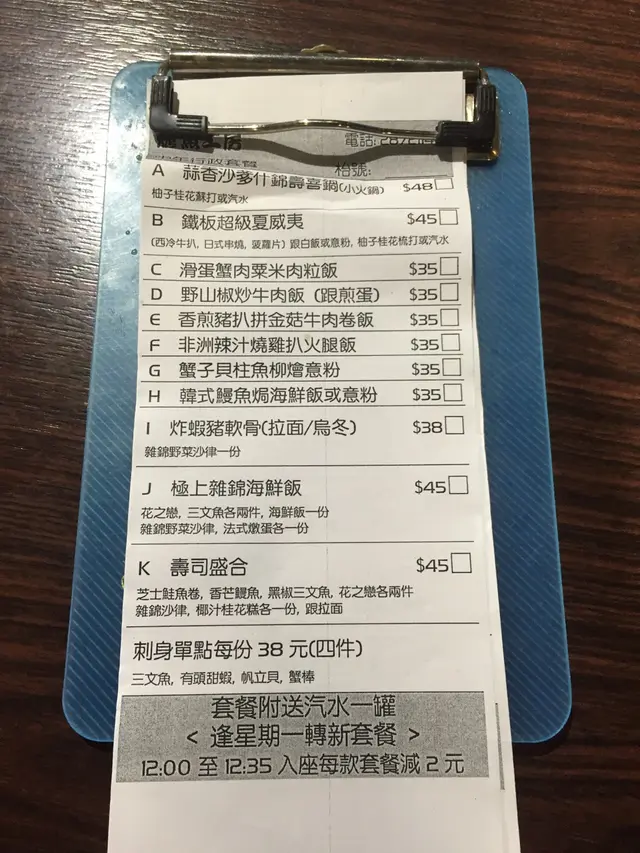 電話:
枱號:
A 蒜香沙爹什錦壽喜鍋(小火鍋) $48
柚子桂花蘇打或汽水
B 鐵板超級夏威夷 $45
(西冷牛扒, 日式串燒, 菠蘿片) 跟白飯或意粉, 柚子桂花梳打或汽水
C 滑蛋蟹肉粟米肉粒飯 $35
D 野山椒炒牛肉飯 (跟煎蛋) $35
E 香煎豬扒拼金菇牛肉卷飯 $35
F 非洲辣汁燒雞扒火腿飯 $35
G 蟹子貝柱魚柳燴意粉 $35
H 韓式鰻魚焗海鮮飯或意粉 $35
I 炸蝦豬軟骨(拉面/烏冬) $38
雜錦野菜沙律一份
J 極上雜錦海鮮飯 $45
花之戀, 三文魚各兩件, 海鮮飯一份
雜錦野菜沙律, 法式燉蛋各一份
K 壽司盛合 $45
芝士鮭魚卷, 香芒鰻魚, 黑椒三文魚, 花之戀各兩件
雜錦沙律, 椰汁桂花糕各一份, 跟拉面
刺身單點每份 38 元(四件)
三文魚, 有頭甜蝦, 帆立貝, 蟹棒
套餐附送汽水一罐
< 逢星期一轉新套餐 >
12:00 至 12:35 入座每款套餐減 2 元